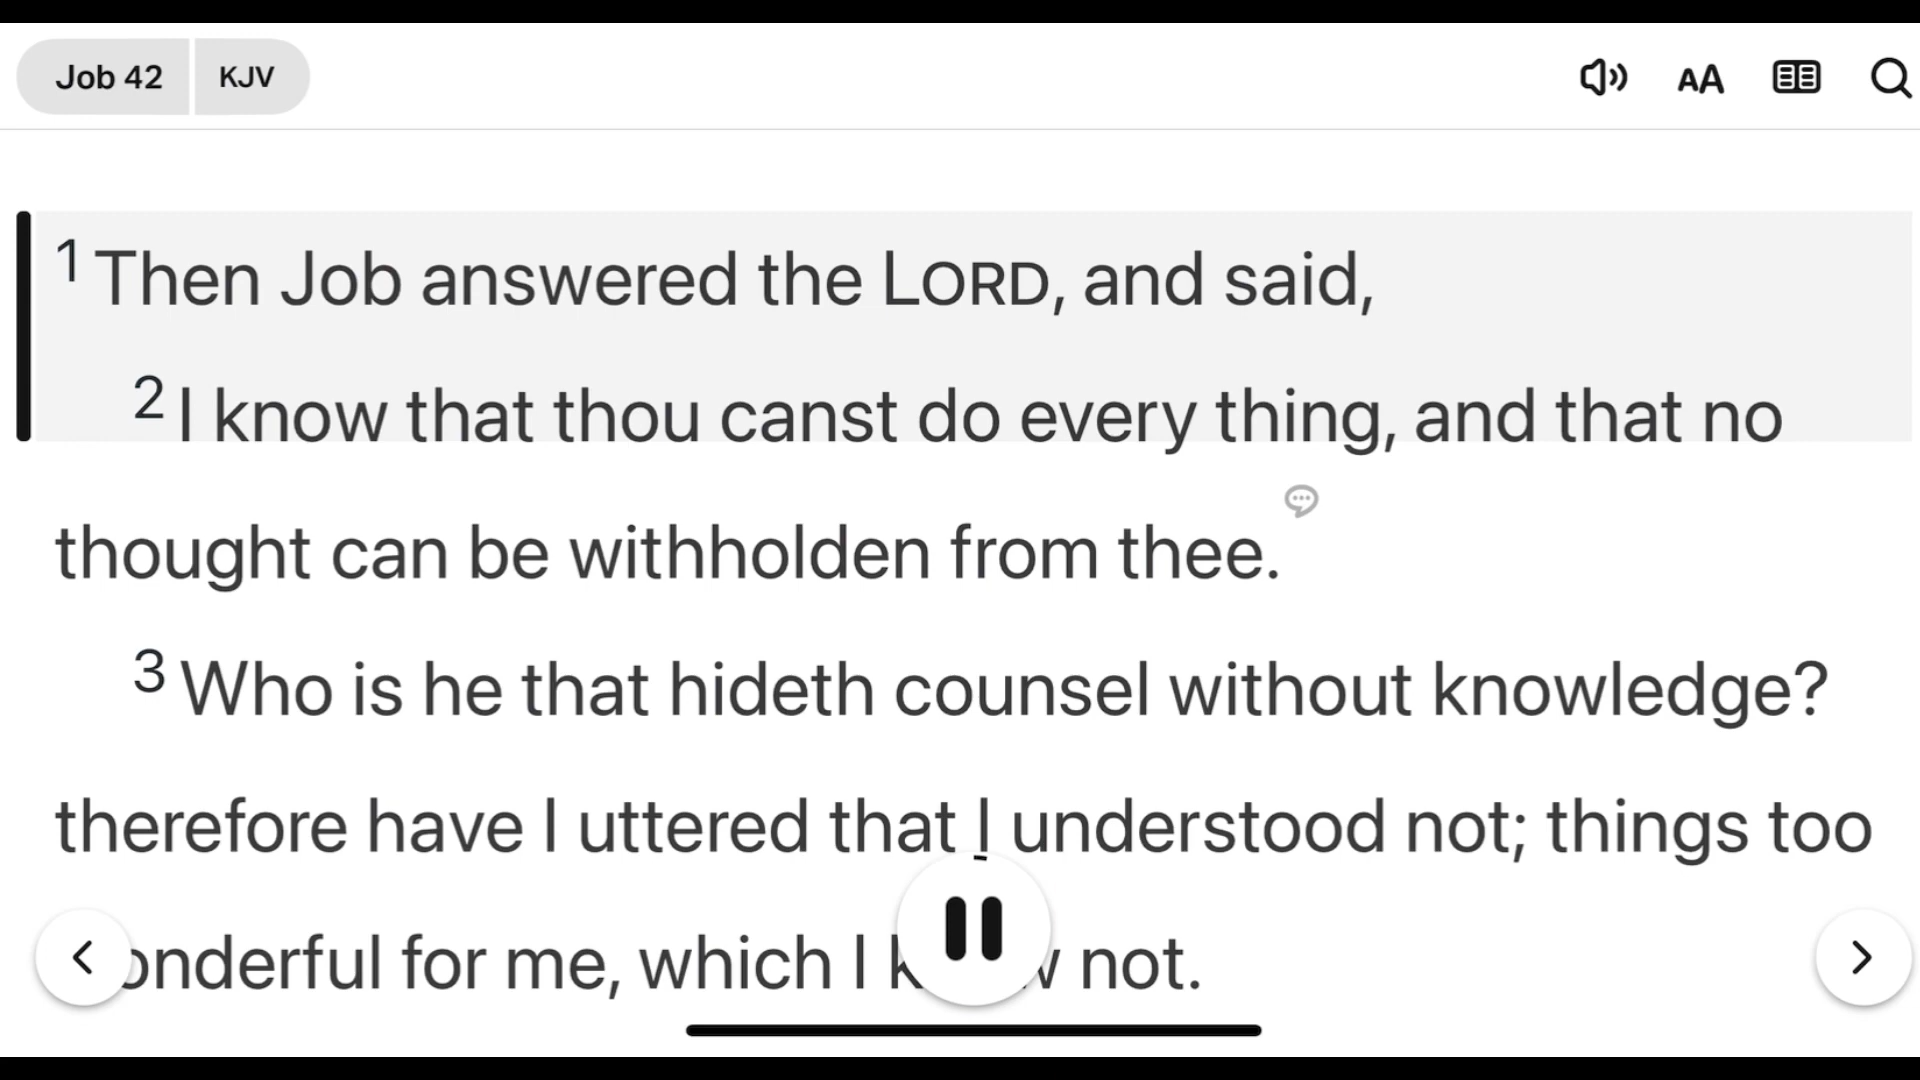 Job 42 KJV AA
1 Then Job answered the LORD, and said,
2 I know that thou canst do every thing, and that no
thought can be withholden from thee.
3 Who is he that hideth counsel without knowledge?
therefore have I uttered that I understood not; things too
onderful for me, which I k w not.